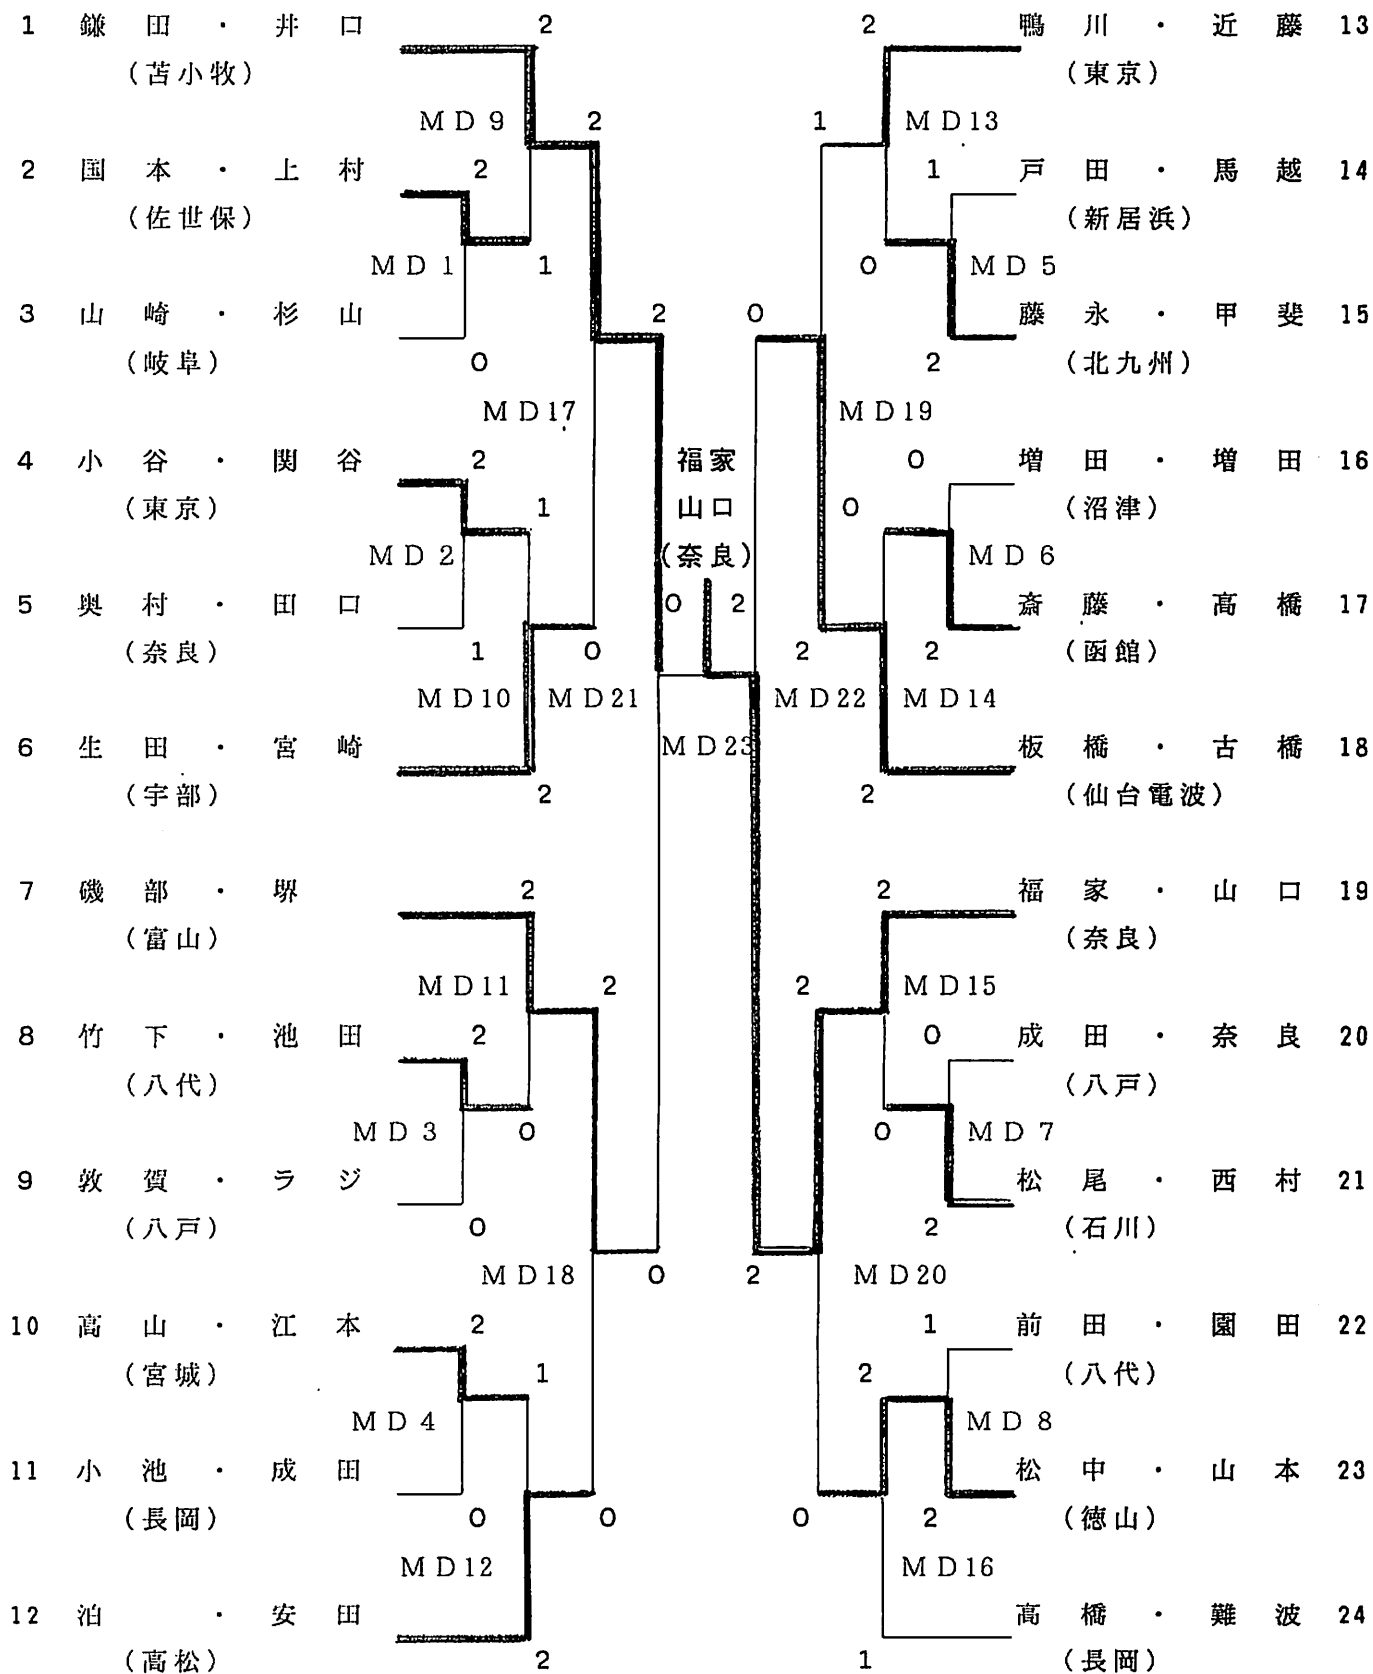 1 鎌田・井口 2 2 鴨川・近藤 13
(苫小牧) (東京)
MD9 2 1 MD13
2 国本・上村 2 1 戸田・馬越 14
(佐世保) (新居浜)
MD1 1 0 MD5
3 山崎・杉山 2 0 藤永・甲斐 15
(岐阜) 0 2 (北九州)
MD17 MD19
4 小谷・関谷 2 福家 0 増田・増田 16
(東京) 1 山口 0 (沼津)
MD2 (奈良) MD6
5 奥村・田口 0 2 斎藤・高橋 17
(奈良) 1 0 2 2 (函館)
MD10 MD21 MD22 MD14
6 生田・宮崎 MD23 板橋・古橋 18
(宇部) 2 2 (仙台電波)
7 磯部・堺 2 2 福家・山口 19
(富山) (奈良)
MD11 2 2 MD15
8 竹下・池田 2 0 成田・奈良 20
(八代) (八戸)
MD3 0 0 MD7
9 敦賀・ラジ 松尾・西村 21
(八戸) 0 2 (石川)
MD18 0 2 MD20
10 高山・江本 2 1 前田・園田 22
(宮城) 1 2 (八代)
MD4 MD8
11 小池・成田 松中・山本 23
(長岡) 0 0 0 2 (徳山)
MD12 MD16
12 泊・安田 高橋・難波 24
(高松) 2 1 (長岡)